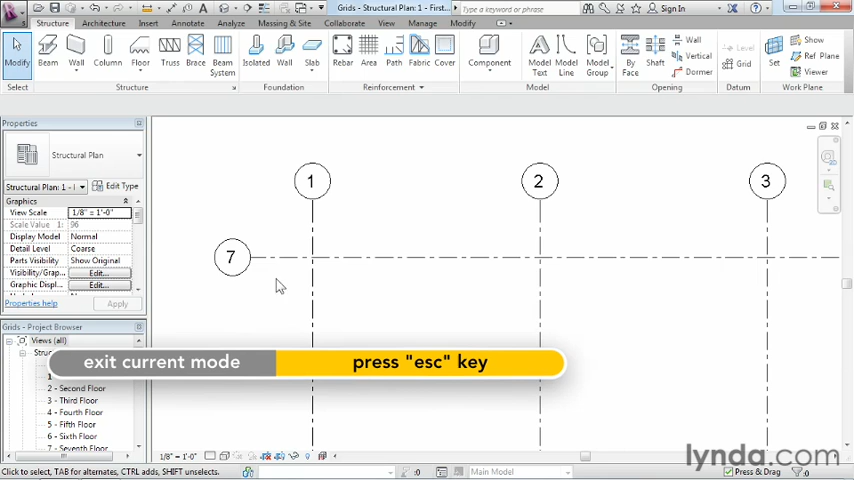 Grids - Structural Plan: 1 - First...
Type a keyword or phrase
Sign In
Structure Architecture Insert Annotate Analyze Massing & Site Collaborate View Manage Modify
Modify Beam Wall Column Floor Truss Brace Beam System Isolated Wall Slab Rebar Area Path Fabric Cover Component Model Text Model Line Model Group By Face Shaft Wall Vertical Dormer Level Grid Set Show Ref Plane Viewer
Select Structure Foundation Reinforcement Model Opening Datum Work Plane
Properties
Structural Plan
Structural Plan: 1 - Edit Type
Graphics
View Scale 1/8" = 1'-0"
Scale Value 1: 96
Display Model Normal
Detail Level Coarse
Parts Visibility Show Original
Visibility/Grap... Edit...
Graphic Displ... Edit...
Properties help Apply
Grids - Project Browser
Views (all)
Struc
1
2 - Second Floor
3 - Third Floor
4 - Fourth Floor
5 - Fifth Floor
6 - Sixth Floor
7 - Seventh Floor
1 2 3
7
exit current mode press "esc" key
1/8" = 1'-0"
Click to select, TAB for alternates, CTRL adds, SHIFT unselects.
:0 Main Model
Press & Drag :0
lynda.com